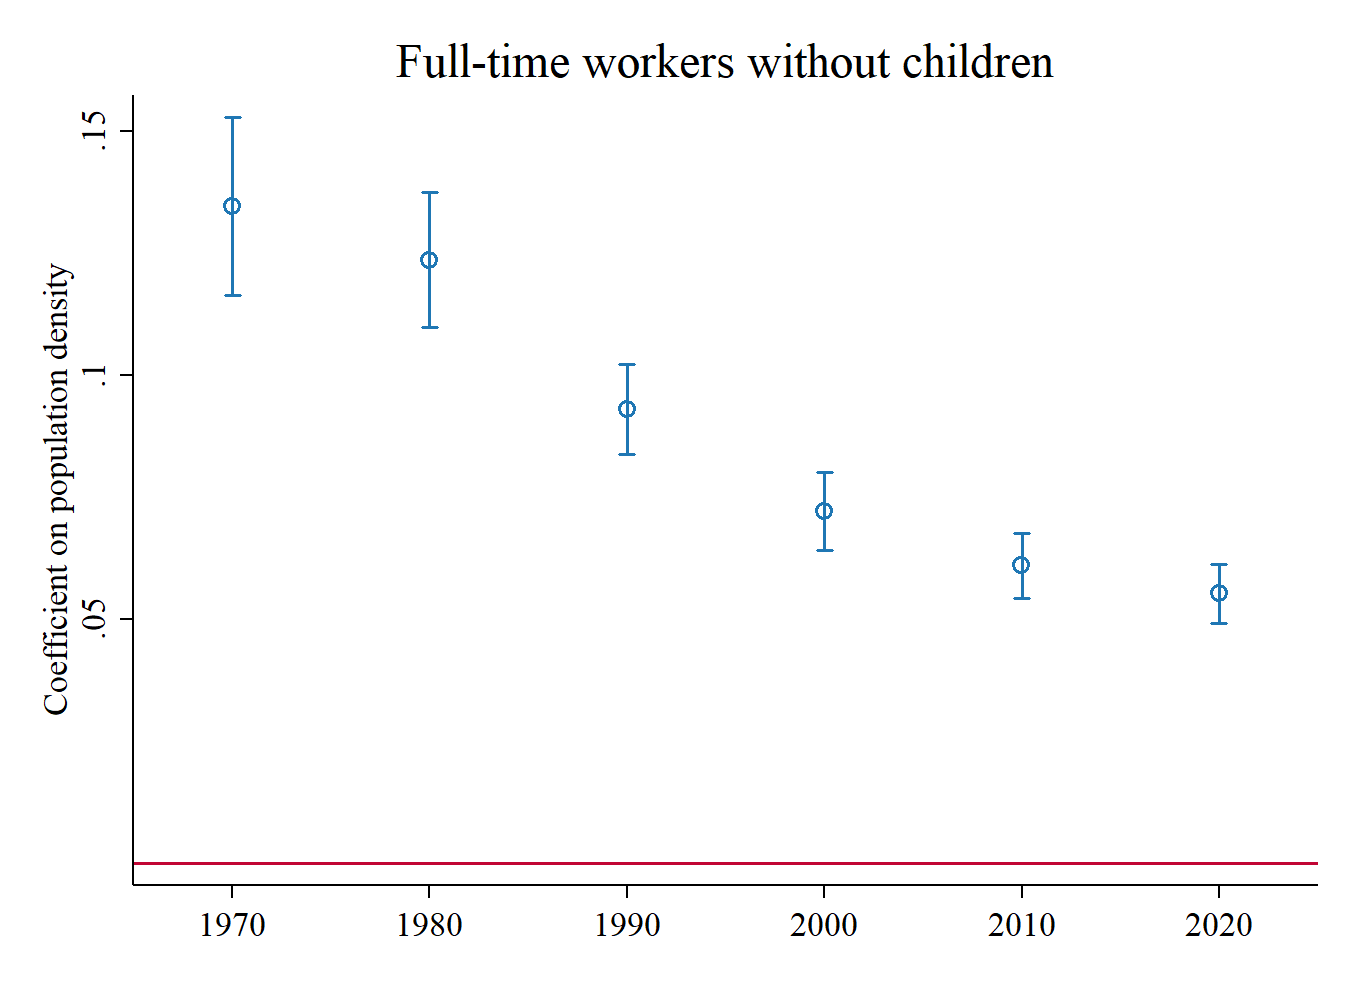 Full-time workers without children
Coefficient on population density
.15
.1
.05
1970 1980 1990 2000 2010 2020